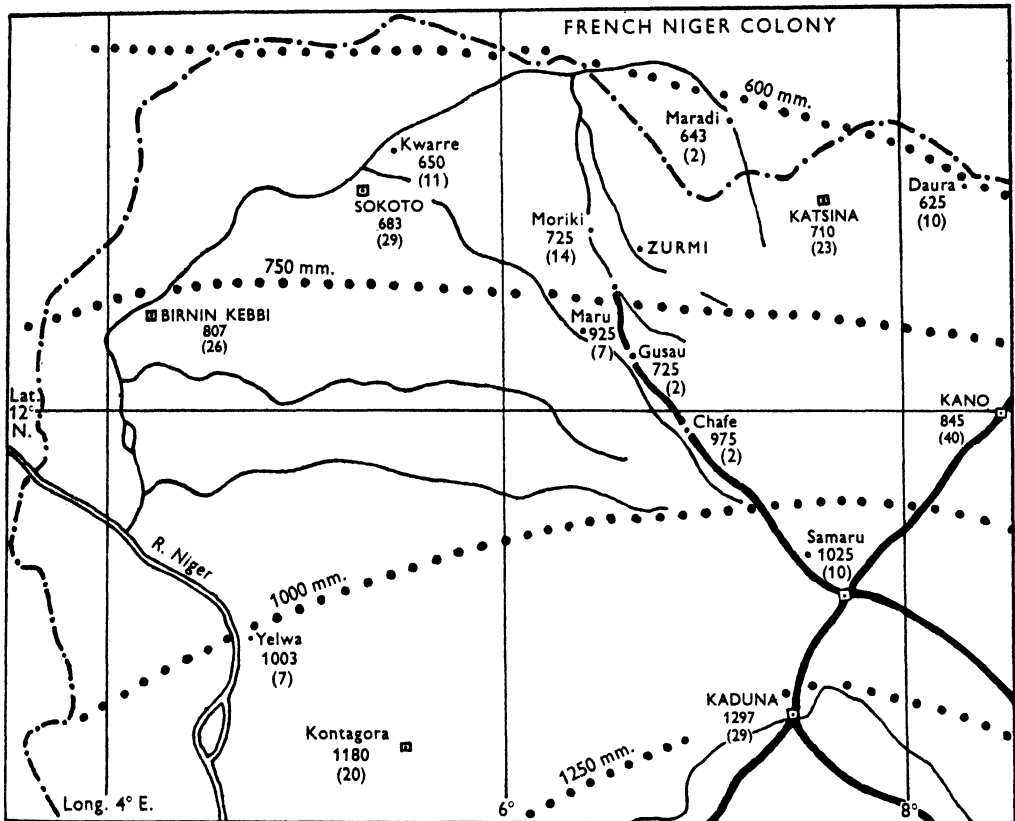 FRENCH NIGER COLONY
600 mm.
Maradi
643
(2)
Kwarre
650
(11)
SOKOTO
683
(29)
Daura
625
(10)
KATSINA
710
(23)
Moriki
725
(14)
ZURMI
750 mm.
BIRNIN KEBBI
807
(26)
Maru
925
(7)
Gusau
725
(2)
Lat.
12°
N.
KANO
845
(40)
Chafe
975
(2)
Samaru
1025
(10)
R. Niger
1000 mm.
Yelwa
1003
(7)
KADUNA
1297
(29)
Kontagora
1180
(20)
1250 mm.
Long. 4° E.
6°
8°